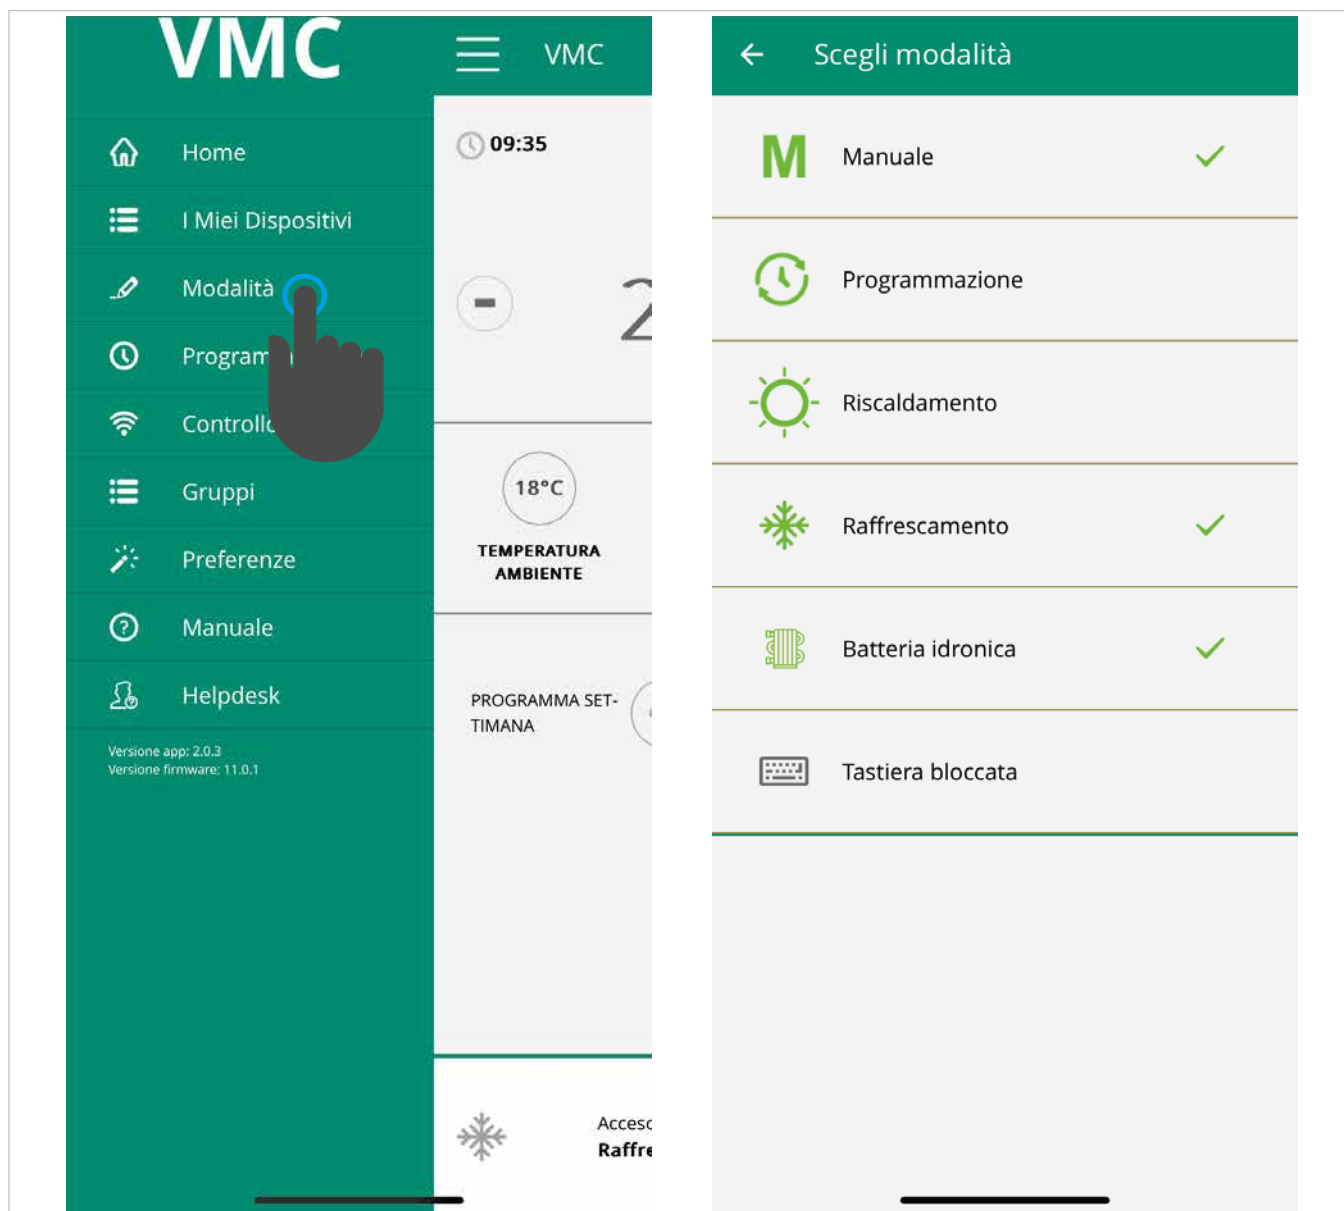 VMC
Home
I Miei Dispositivi
Modalità
Gruppi
Preferenze
Manuale
Helpdesk
Versione app: 2.0.3
Versione firmware: 11.0.1
VMC
09:35
-
18°C
TEMPERATURA
AMBIENTE
PROGRAMMA SET-
TIMANA
Scegli modalità
M Manuale
Programmazione
Riscaldamento
Raffrescamento
Batteria idronica
Tastiera bloccata